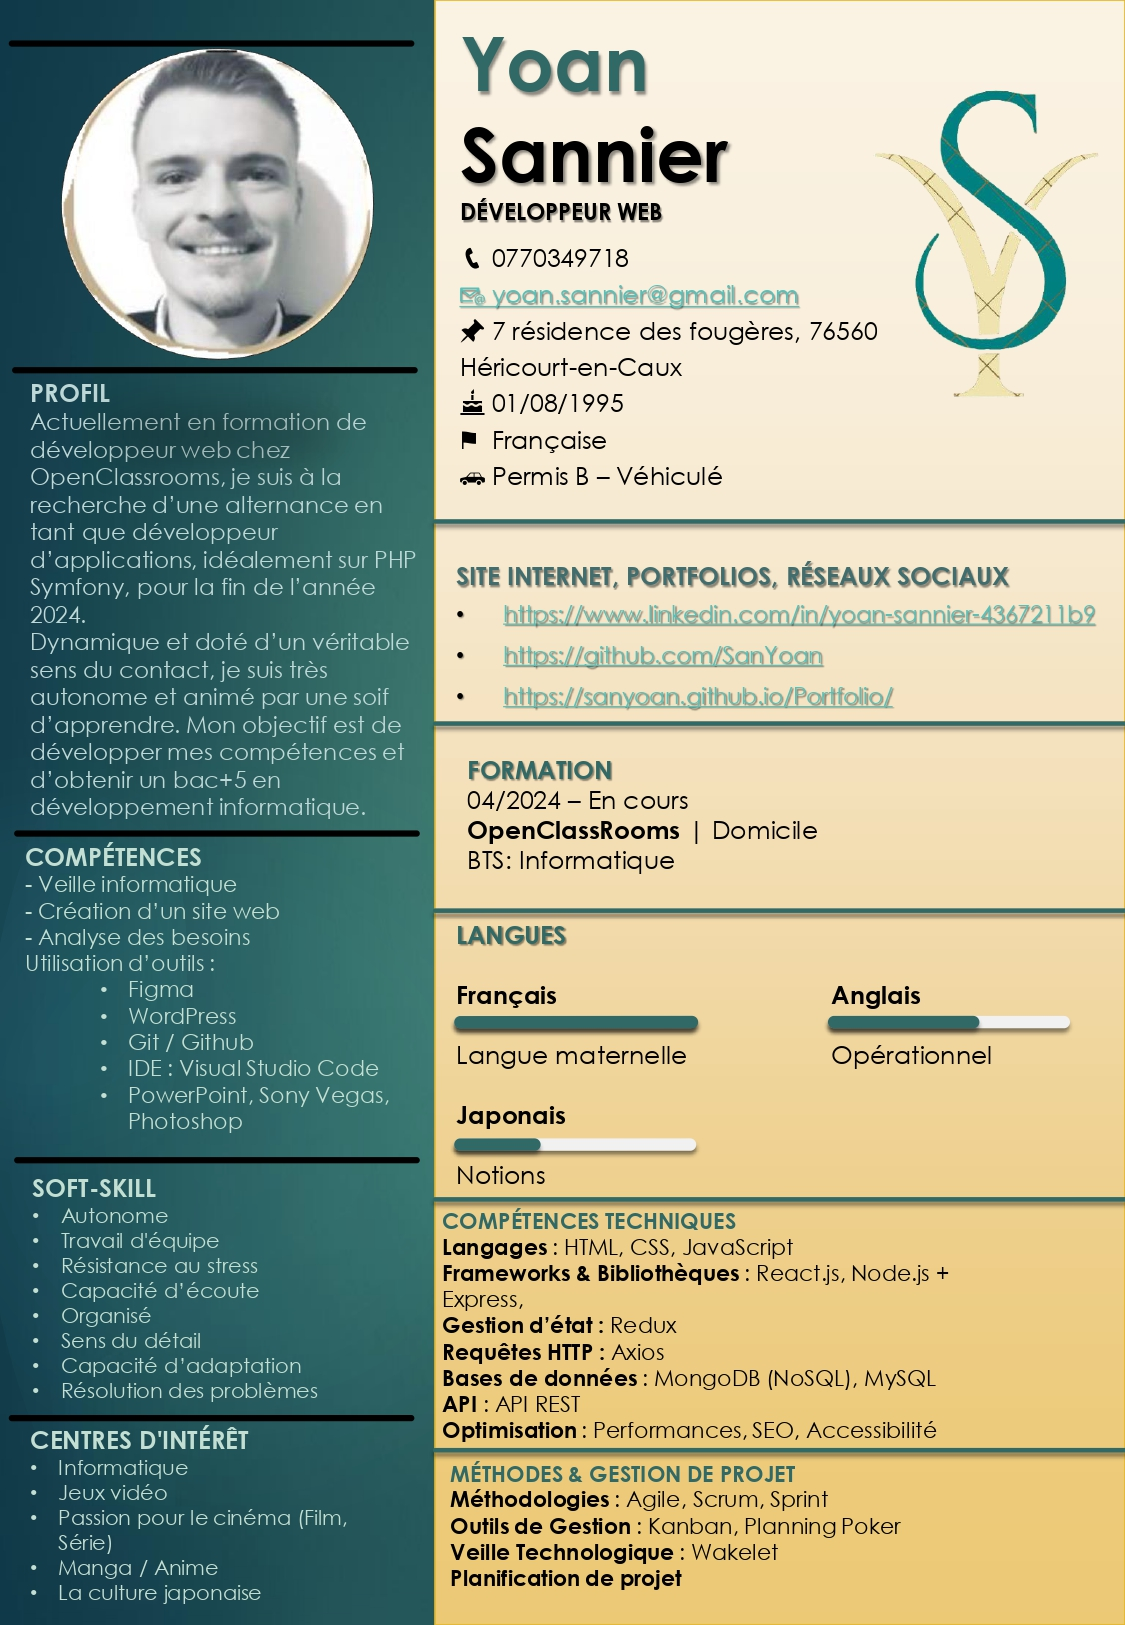 Yoan
Sannier
DÉVELOPPEUR WEB
0770349718
yoan.sannier@gmail.com
7 résidence des fougères, 76560
Héricourt-en-Caux
01/08/1995
Française
Permis B – Véhiculé
PROFIL
Actuellement en formation de
développeur web chez
OpenClassrooms, je suis à la
recherche d’une alternance en
tant que développeur
d’applications, idéalement sur PHP
Symfony, pour la fin de l’année
2024.
Dynamique et doté d’un véritable
sens du contact, je suis très
autonome et animé par une soif
d’apprendre. Mon objectif est de
développer mes compétences et
d’obtenir un bac+5 en
développement informatique.
COMPÉTENCES
- Veille informatique
- Création d’un site web
- Analyse des besoins
Utilisation d’outils :
• Figma
• WordPress
• Git / Github
• IDE : Visual Studio Code
• PowerPoint, Sony Vegas,
Photoshop
SOFT-SKILL
• Autonome
• Travail d'équipe
• Résistance au stress
• Capacité d’écoute
• Organisé
• Sens du détail
• Capacité d’adaptation
• Résolution des problèmes
CENTRES D'INTÉRÊT
• Informatique
• Jeux vidéo
• Passion pour le cinéma (Film,
Série)
• Manga / Anime
• La culture japonaise
SITE INTERNET, PORTFOLIOS, RÉSEAUX SOCIAUX
• https://www.linkedin.com/in/yoan-sannier-4367211b9
• https://github.com/SanYoan
• https://sanyoan.github.io/Portfolio/
FORMATION
04/2024 – En cours
OpenClassRooms | Domicile
BTS: Informatique
LANGUES
Français
Langue maternelle
Anglais
Opérationnel
Japonais
Notions
COMPÉTENCES TECHNIQUES
Langages : HTML, CSS, JavaScript
Frameworks & Bibliothèques : React.js, Node.js +
Express,
Gestion d’état : Redux
Requêtes HTTP : Axios
Bases de données : MongoDB (NoSQL), MySQL
API : API REST
Optimisation : Performances, SEO, Accessibilité
MÉTHODES & GESTION DE PROJET
Méthodologies : Agile, Scrum, Sprint
Outils de Gestion : Kanban, Planning Poker
Veille Technologique : Wakelet
Planification de projet